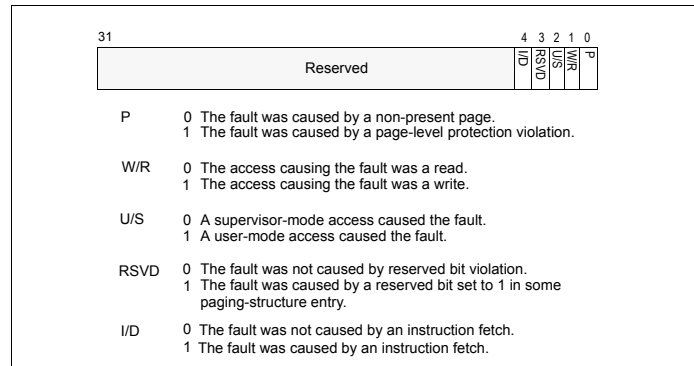 31 4 3 2 1 0
Reserved I/D RSVD U/S W/R P
P 0 The fault was caused by a non-present page.
1 The fault was caused by a page-level protection violation.
W/R 0 The access causing the fault was a read.
1 The access causing the fault was a write.
U/S 0 A supervisor-mode access caused the fault.
1 A user-mode access caused the fault.
RSVD 0 The fault was not caused by reserved bit violation.
1 The fault was caused by a reserved bit set to 1 in some
paging-structure entry.
I/D 0 The fault was not caused by an instruction fetch.
1 The fault was caused by an instruction fetch.